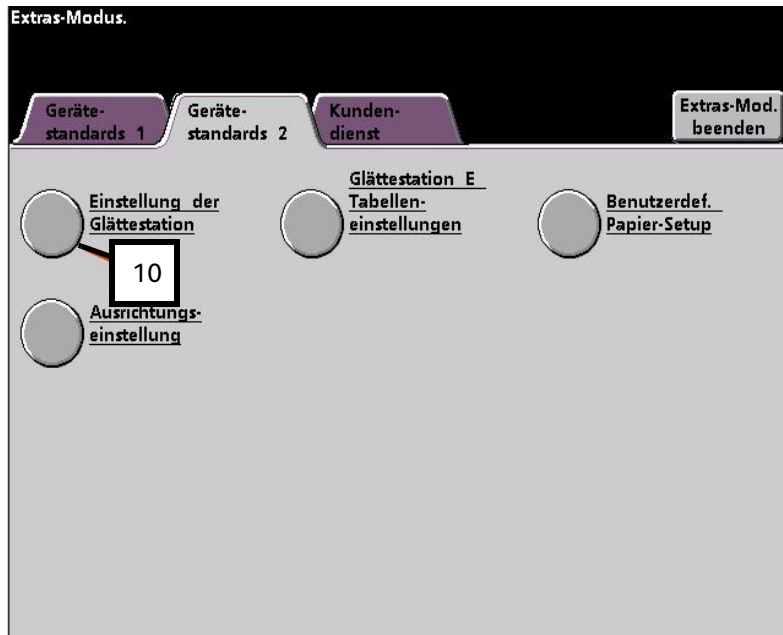 Extras-Modus.
Geräte-
standards 1
Geräte-
standards 2
Kunden-
dienst
Extras-Mod.
beenden
Einstellung der
Glättestation
Glättestation E
Tabellen-
einstellungen
Benutzerdef.
Papier-Setup
10
Ausrichtungs-
einstellung